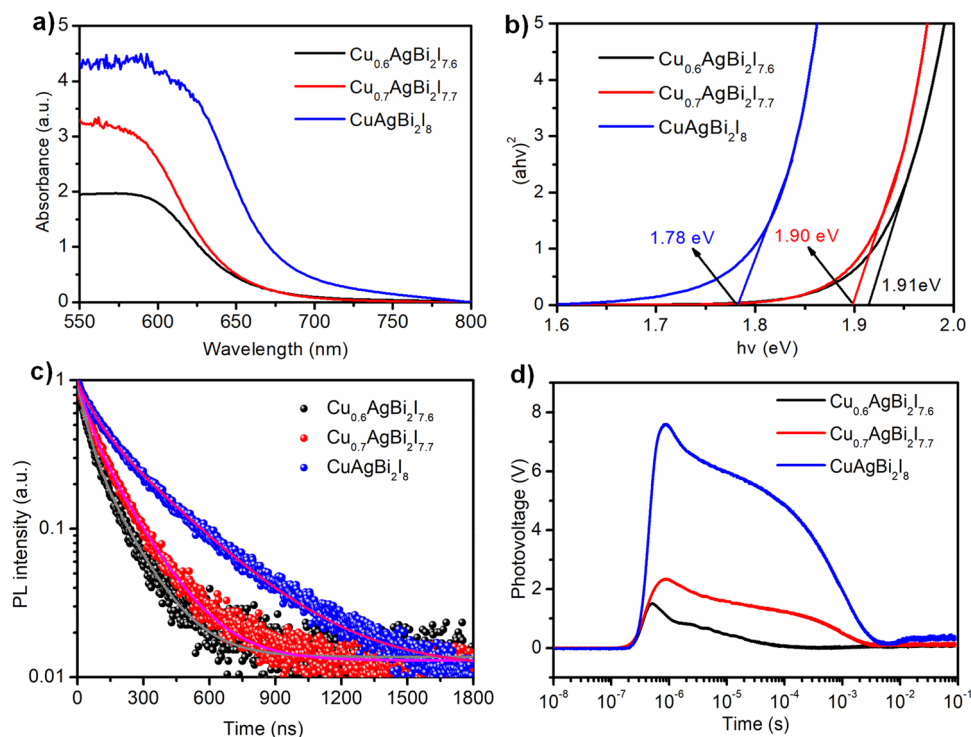 a)
Cu0.6AgBi2I7.6
Cu0.7AgBi2I7.7
CuAgBi2I8
Absorbance (a.u.)
5
4
3
2
1
0
550 600 650 700 750 800
Wavelength (nm)
b)
Cu0.6AgBi2I7.6
Cu0.7AgBi2I7.7
CuAgBi2I8
(ahv)2
5
4
3
2
1
0
1.78 eV
1.90 eV
1.91eV
1.6 1.7 1.8 1.9 2.0
hv (eV)
c)
Cu0.6AgBi2I7.6
Cu0.7AgBi2I7.7
CuAgBi2I8
PL intensity (a.u.)
1
0.1
0.01
0 300 600 900 1200 1500 1800
Time (ns)
d)
Cu0.6AgBi2I7.6
Cu0.7AgBi2I7.7
CuAgBi2I8
Photovoltage (V)
8
6
4
2
0
10-8 10-7 10-6 10-5 10-4 10-3 10-2 10-1
Time (s)